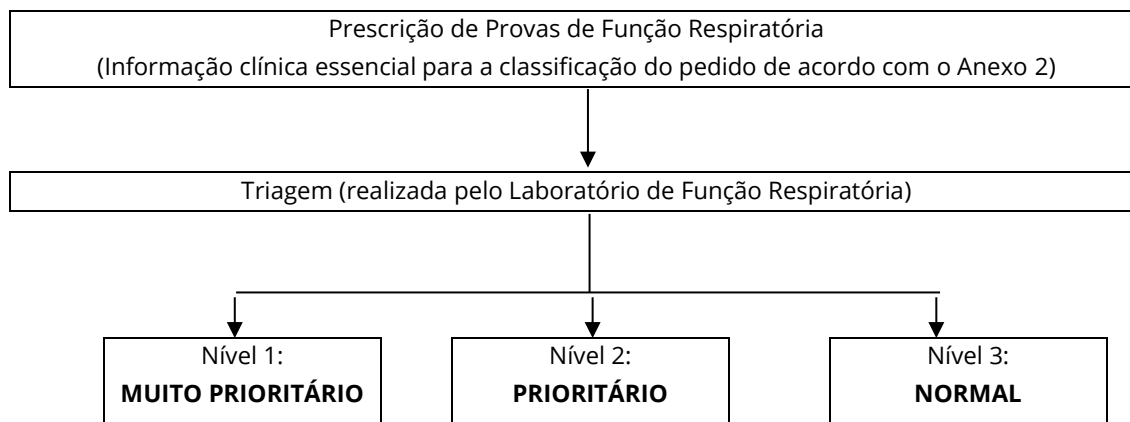 Prescrição de Provas de Função Respiratória
(Informação clínica essencial para a classificação do pedido de acordo com o Anexo 2)
Triagem (realizada pelo Laboratório de Função Respiratória)
Nível 1:
MUITO PRIORITÁRIO
Nível 2:
PRIORITÁRIO
Nível 3:
NORMAL